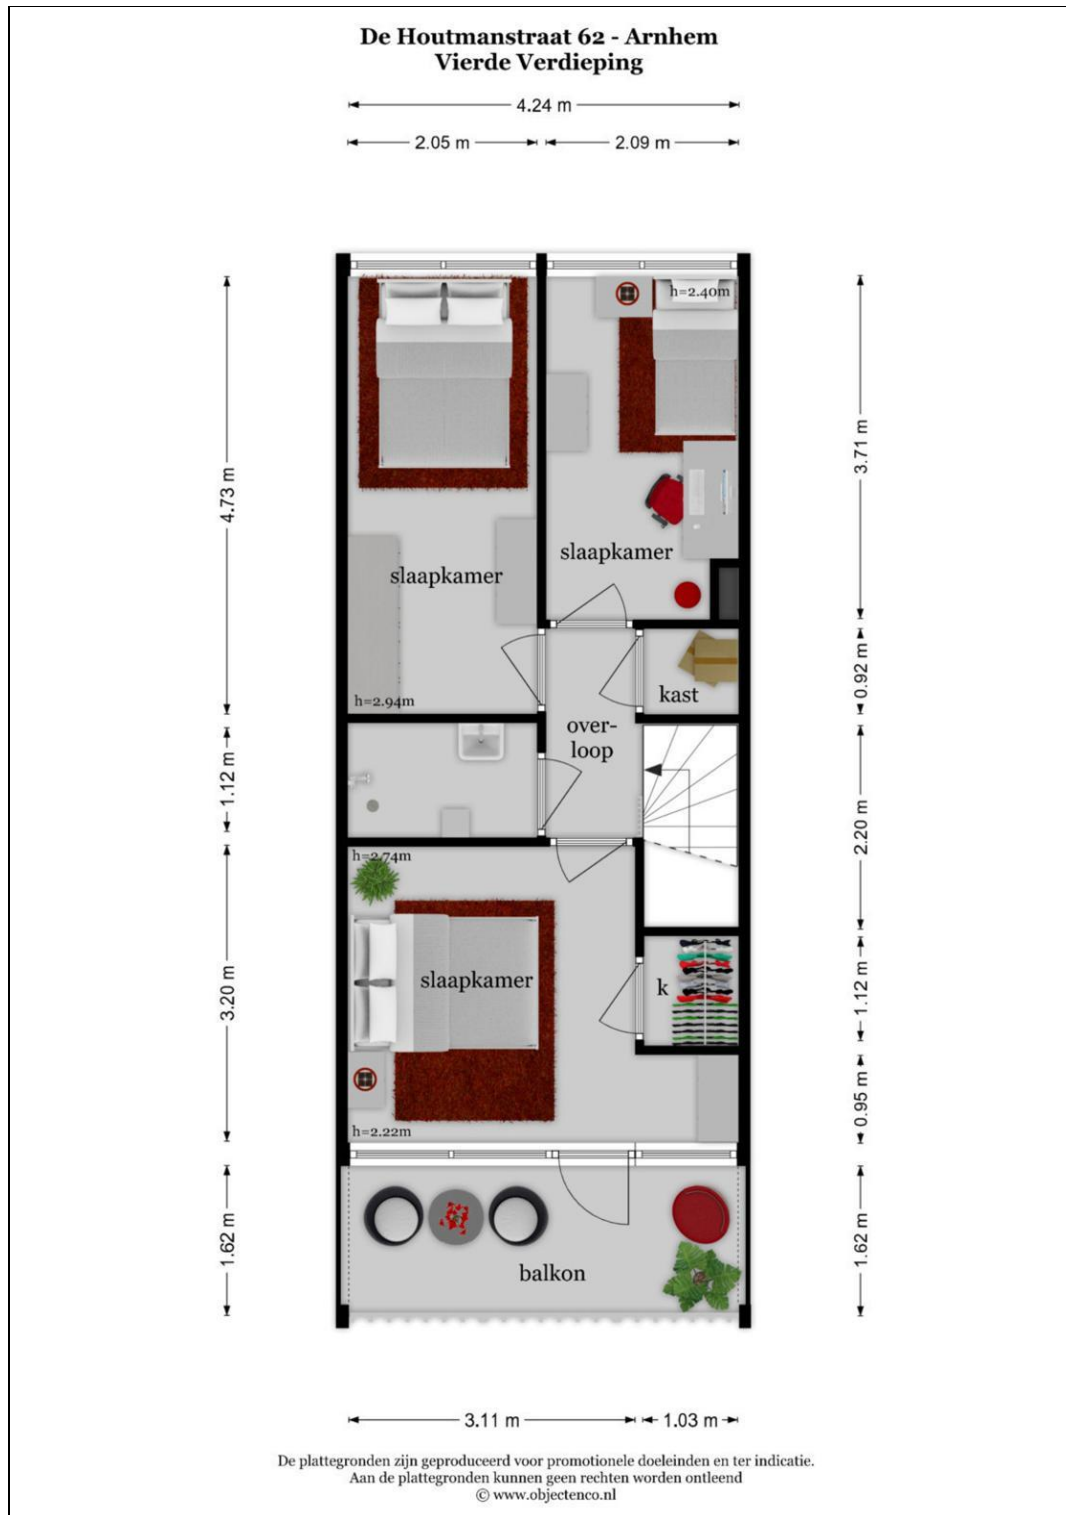 De Houtmanstraat 62 - Arnhem
Vierde Verdieping
4.24 m
2.05 m
2.09 m
h=2.40m
4.73 m
3.71 m
slaapkamer
slaapkamer
h=2.94m
kast
0.92 m
over-
loop
1.12 m
2.20 m
h=2.74m
slaapkamer
k
3.20 m
1.12 m
0.95 m
h=2.22m
1.62 m
1.62 m
balkon
3.11 m
1.03 m
De plattegronden zijn geproduceerd voor promotionele doeleinden en ter indicatie.
Aan de plattegronden kunnen geen rechten worden ontleend
© www.objectenco.nl